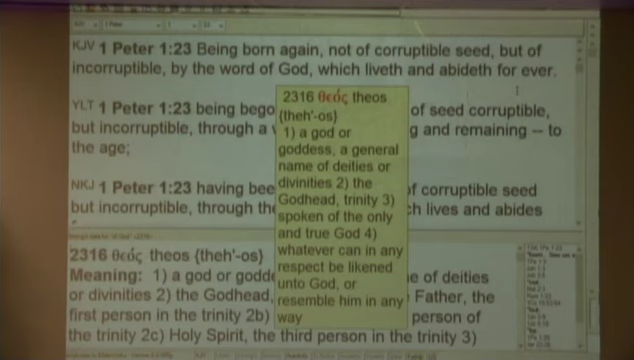 KJV 1 Peter 1:23 Being born again, not of corruptible seed, but of
incorruptible, by the word of God, which liveth and abideth for ever.
YLT 1 Peter 1:23 being bego
of seed corruptible,
but incorruptible, through a
g and remaining – to
the age;
NKJ 1 Peter 1:23 having bee
f corruptible seed
but incorruptible, through the
ch lives and abides
2316 θεός theos
{theh'-os}
1) a god or
goddess, a general
name of deities or
divinities 2) the
Godhead, trinity 3)
spoken of the only
and true God 4)
whatever can in any
respect be likened
unto God, or
resemble him in any
way
2316 θεός theos {theh'-os}
Meaning: 1) a god or godde
e of deities
or divinities 2) the Godhead,
Father, the
first person in the trinity 2b)
person of
the trinity 2c) Holy Spirit, the third person in the trinity 3)